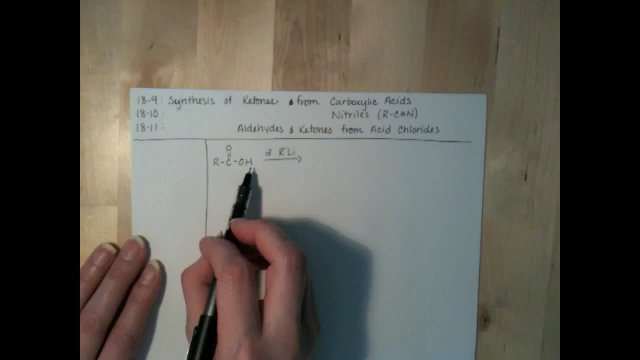 18-9: Synthesis of Ketones from Carboxylic Acids
18-10: Nitriles (R-C≡N)
18-11: Aldehydes & Ketones from Acid Chlorides
O
R-C-OH 2 R'Li